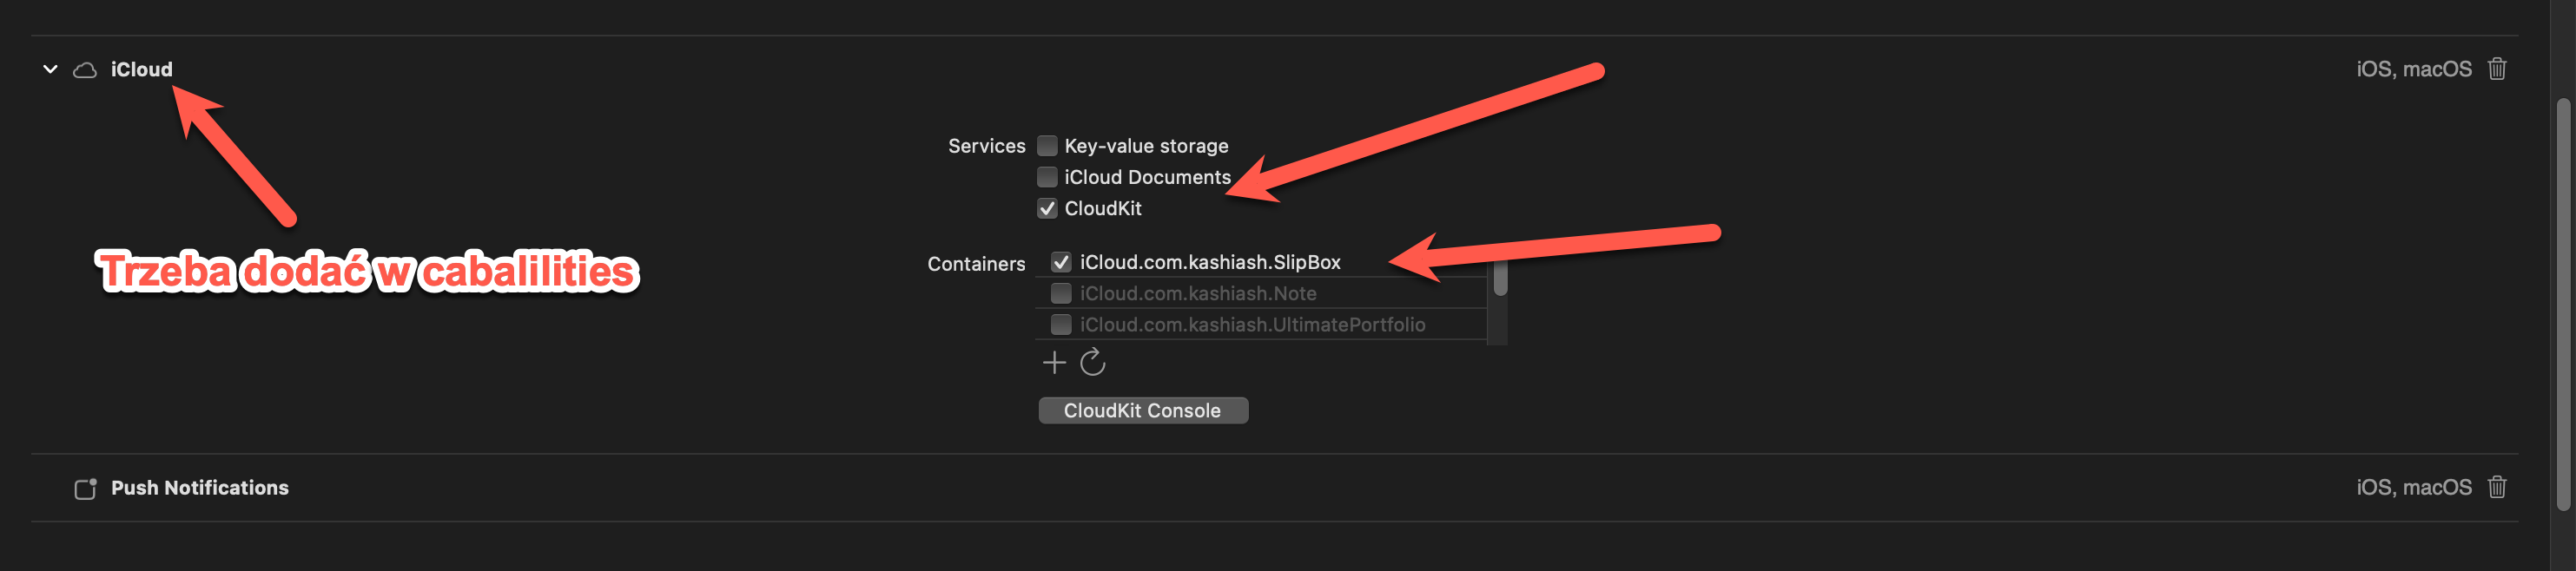 iCloud
iOS, macOS
Services
Key-value storage
iCloud Documents
CloudKit
Trzeba dodać w cabalilities
Containers
iCloud.com.kashiash.SlipBox
iCloud.com.kashiash.Note
iCloud.com.kashiash.UltimatePortfolio
CloudKit Console
Push Notifications
iOS, macOS